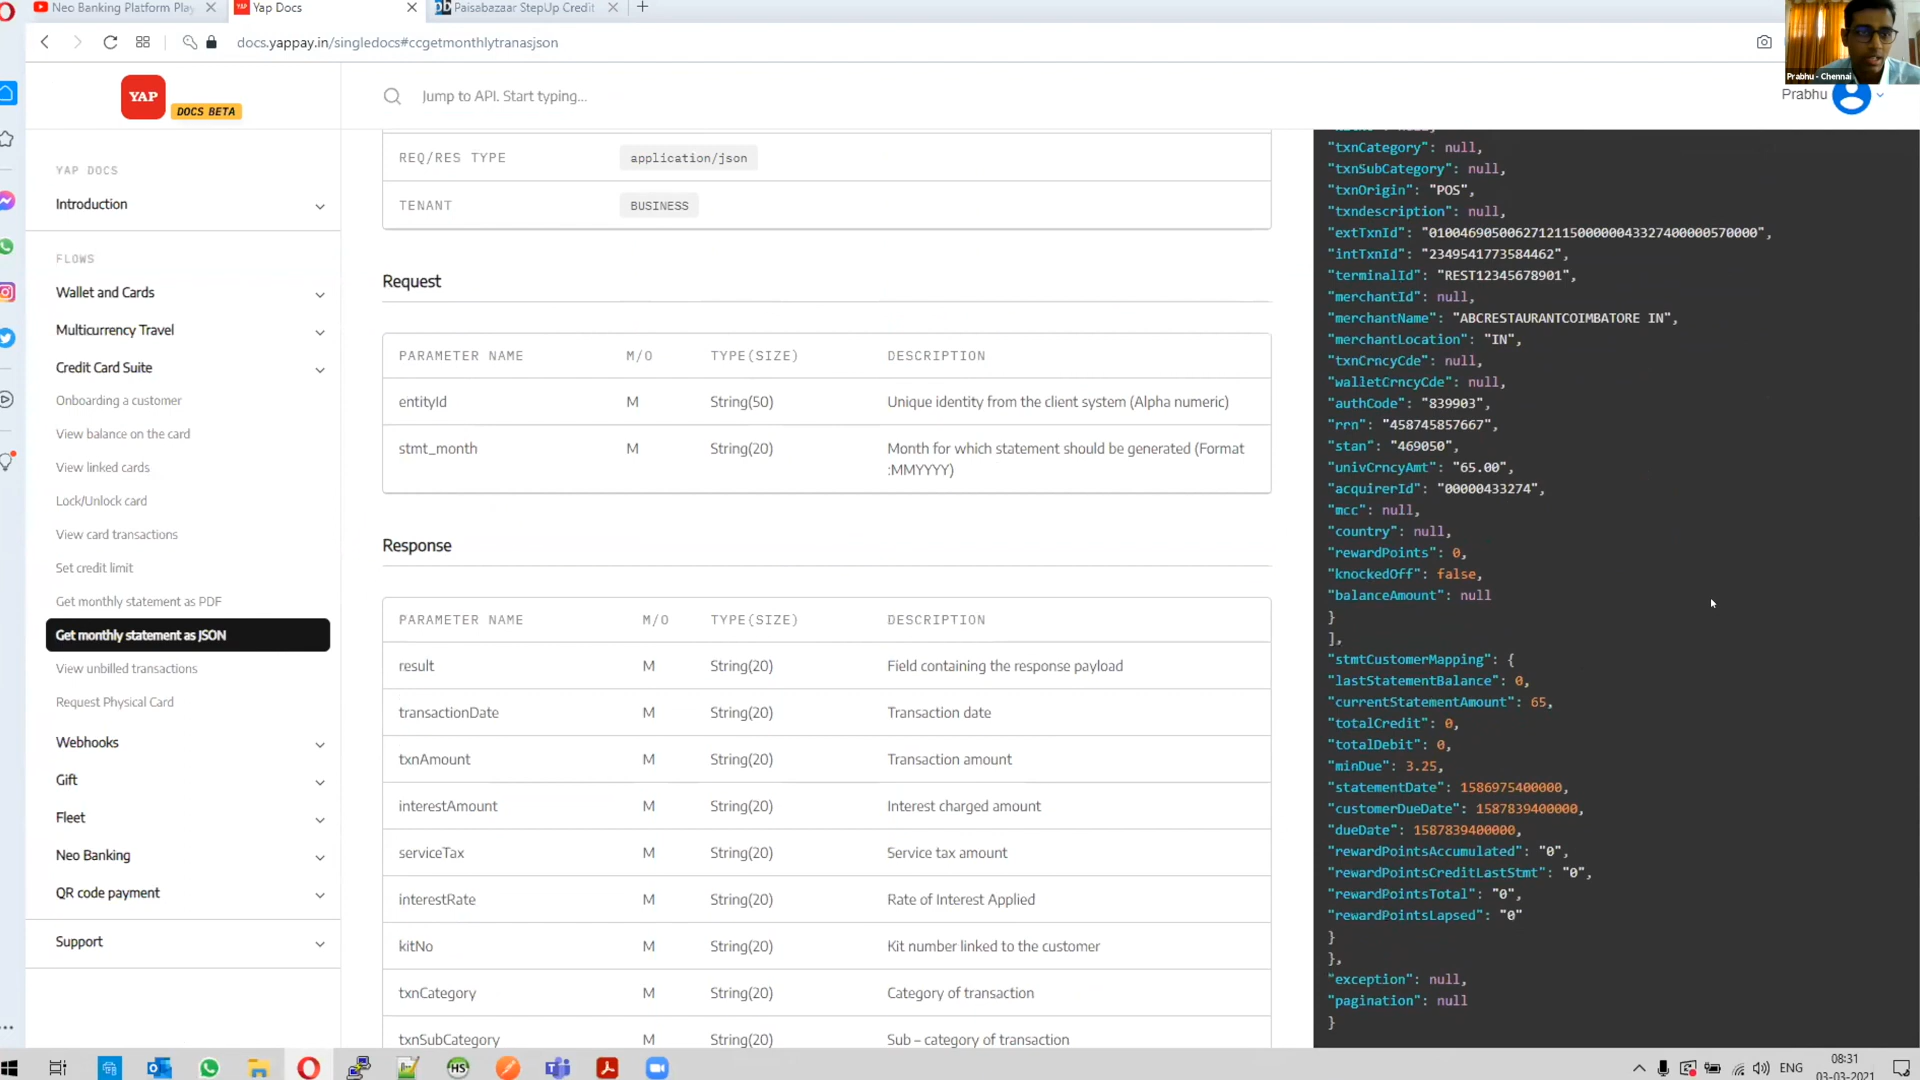 Neo Banking Platform Play
Yap Docs
Paisabazaar StepUp Credit
docs.yappay.in/singledocs#ccgetmonthlytranasjson
Prabhu - Chennai
Prabhu
YAP
DOCS BETA
Jump to API. Start typing...
YAP DOCS
Introduction
FLOWS
Wallet and Cards
Multicurrency Travel
Credit Card Suite
Onboarding a customer
View balance on the card
View linked cards
Lock/Unlock card
View card transactions
Set credit limit
Get monthly statement as PDF
Get monthly statement as JSON
View unbilled transactions
Request Physical Card
Webhooks
Gift
Fleet
Neo Banking
QR code payment
Support
REQ/RES TYPE application/json
TENANT BUSINESS
Request
PARAMETER NAME M/O TYPE(SIZE) DESCRIPTION
entityId M String(50) Unique identity from the client system (Alpha numeric)
stmt_month M String(20) Month for which statement should be generated (Format
:MMYYYY)
Response
PARAMETER NAME M/O TYPE(SIZE) DESCRIPTION
result M String(20) Field containing the response payload
transactionDate M String(20) Transaction date
txnAmount M String(20) Transaction amount
interestAmount M String(20) Interest charged amount
serviceTax M String(20) Service tax amount
interestRate M String(20) Rate of Interest Applied
kitNo M String(20) Kit number linked to the customer
txnCategory M String(20) Category of transaction
txnSubCategory M String(20) Sub – category of transaction
"txnCategory": null,
"txnSubCategory": null,
"txnOrigin": "POS",
"txndescription": null,
"extTxnId": "010046905006271211500000043327400000570000",
"intTxnId": "2349541773584462",
"terminalId": "REST12345678901",
"merchantId": null,
"merchantName": "ABCRESTAURANTCOIMBATORE IN",
"merchantLocation": "IN",
"txnCrncyCde": null,
"walletCrncyCde": null,
"authCode": "839903",
"rrn": "458745857667",
"stan": "469050",
"univCrncyAmt": "65.00",
"acquirerId": "00000433274",
"mcc": null,
"country": null,
"rewardPoints": 0,
"knockedOff": false,
"balanceAmount": null
}
],
"stmtCustomerMapping": {
"lastStatementBalance": 0,
"currentStatementAmount": 65,
"totalCredit": 0,
"totalDebit": 0,
"minDue": 3.25,
"statementDate": 1586975400000,
"customerDueDate": 1587839400000,
"dueDate": 1587839400000,
"rewardPointsAccumulated": "0",
"rewardPointsCreditLastStmt": "0",
"rewardPointsTotal": "0",
"rewardPointsLapsed": "0"
}
},
"exception": null,
"pagination": null
}
HS
ENG
08:31
03-03-2021